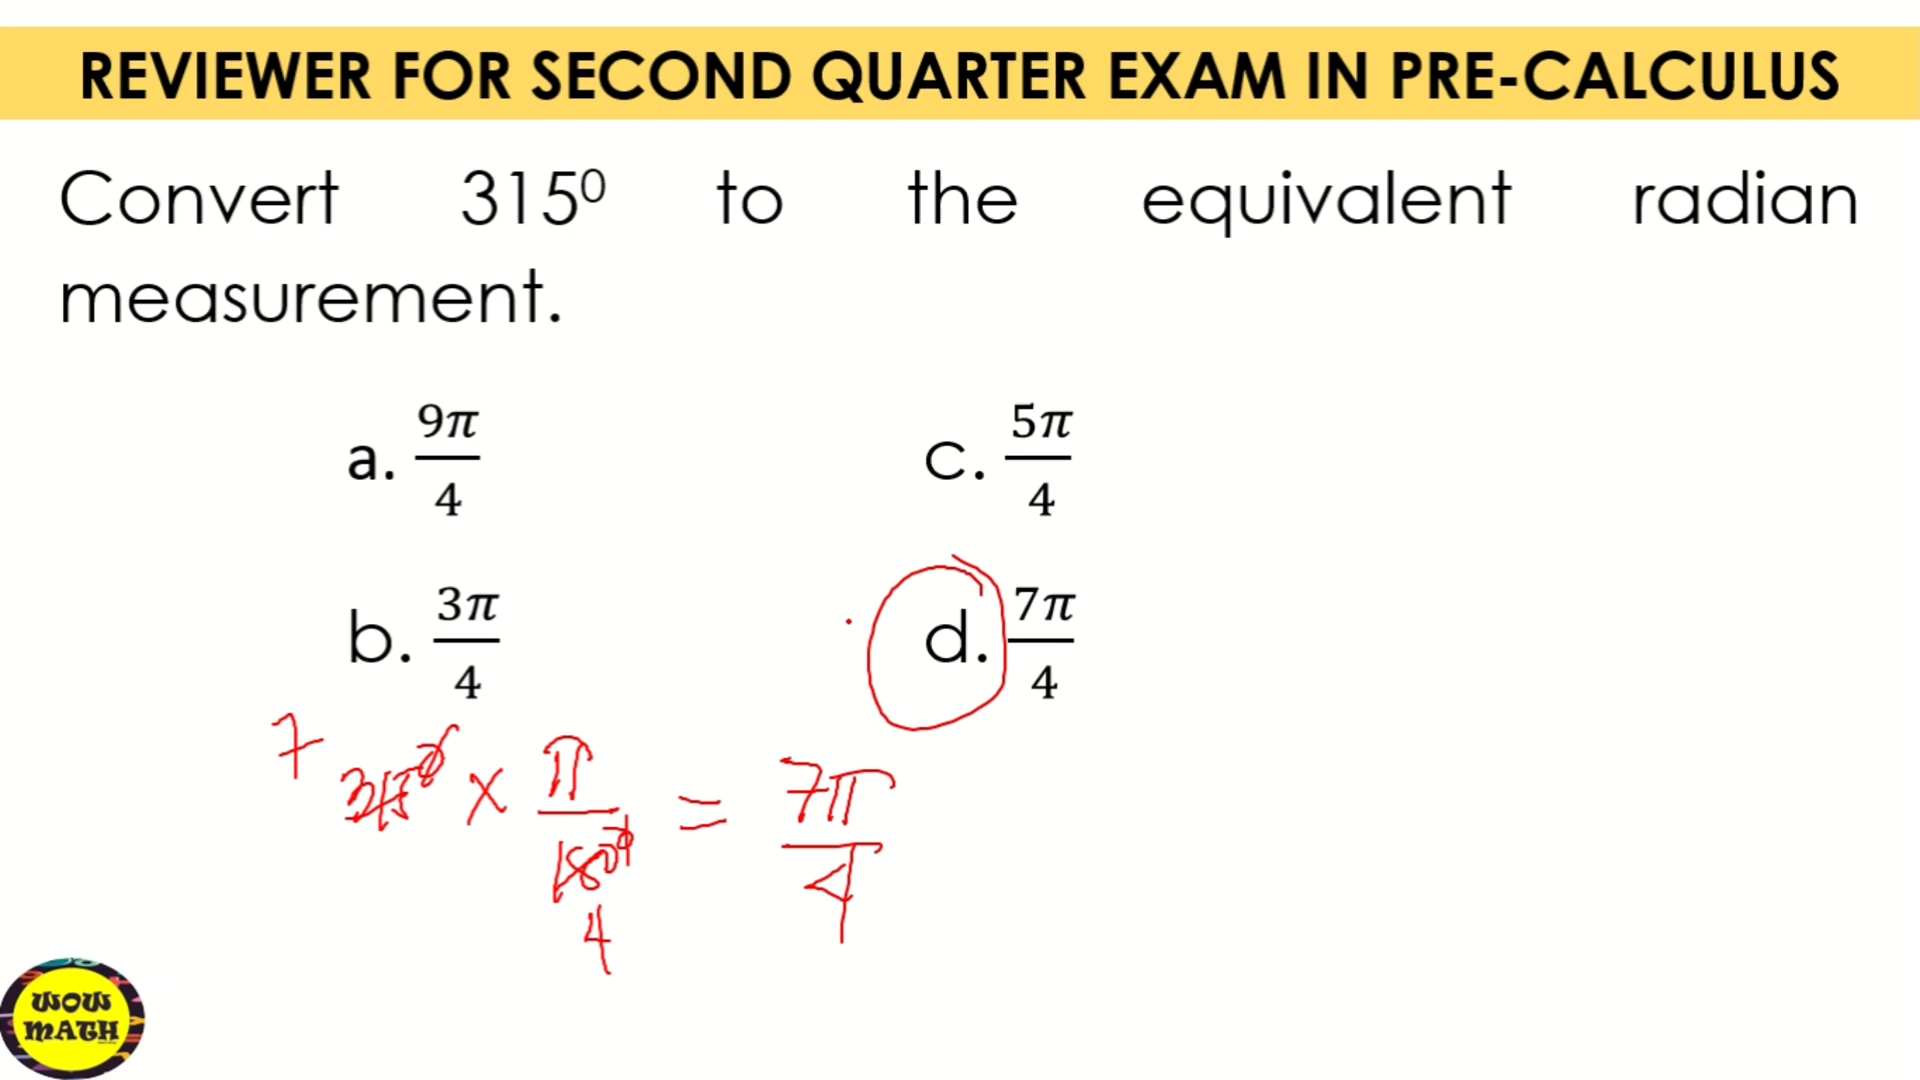 REVIEWER FOR SECOND QUARTER EXAM IN PRE-CALCULUS
Convert 315⁰ to the equivalent radian
measurement.
a. 9π/4
c. 5π/4
b. 3π/4
d. 7π/4
7
315⁰ × π/180⁰ = 7π/4
4
WOW
MATH